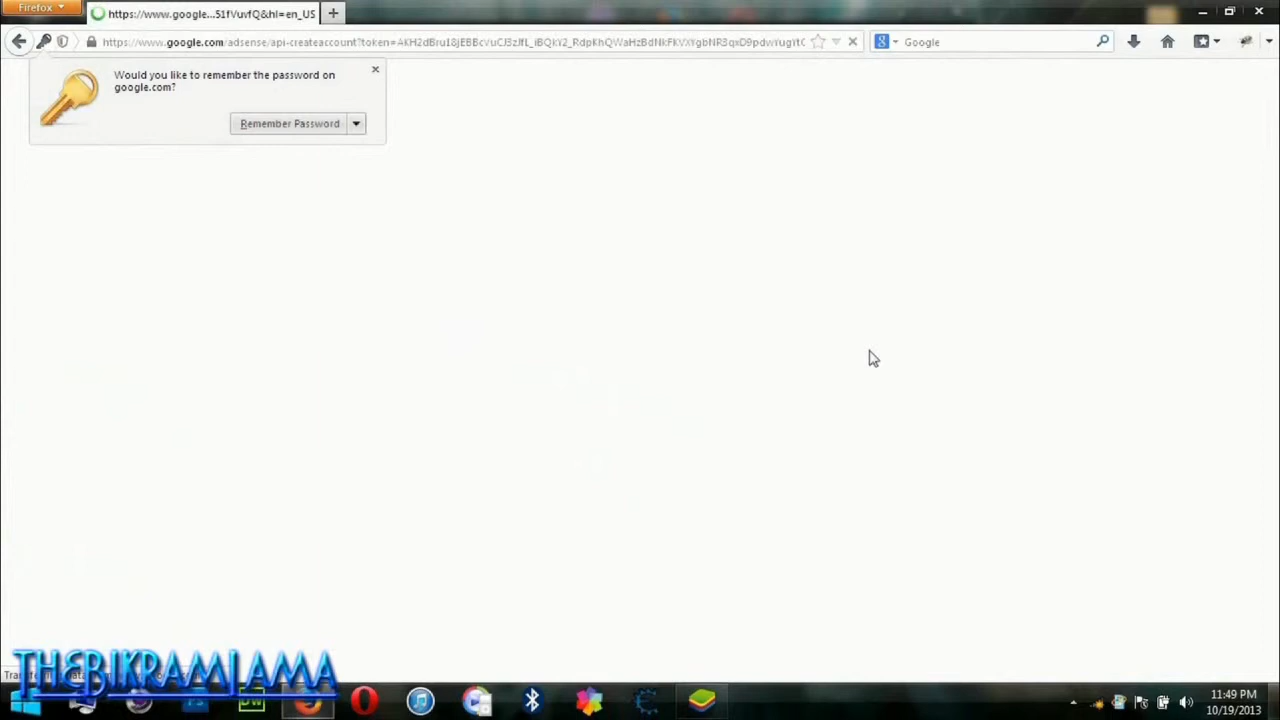 Firefox
https://www.google...51fVuvfQ&hl=en_US
Google
Would you like to remember the password on
google.com?
Remember Password
THEBIKRAMLAMA
DW
11:49 PM
10/19/2013